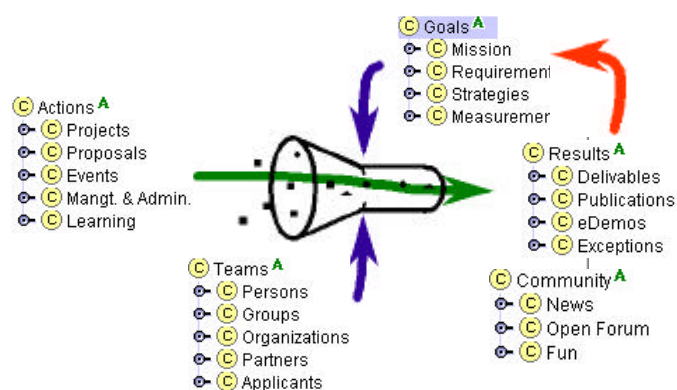 C Goals A
C Mission
C Requirement
C Strategies
C Measuremer
C Actions A
C Projects
C Proposals
C Events
C Mangt. & Admin.
C Learning
C Results A
C Delivables
C Publications
C eDemos
C Exceptions
C Teams A
C Persons
C Groups
C Organizations
C Partners
C Applicants
C Community A
C News
C Open Forum
C Fun